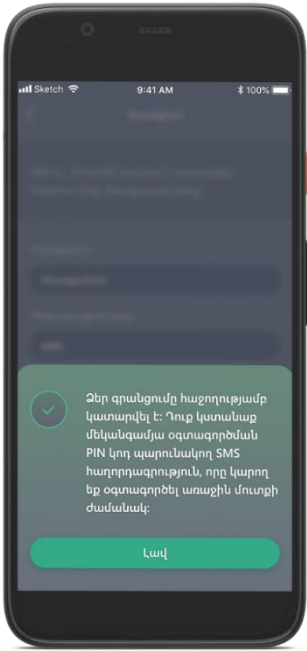 Sketch
9:41 AM
100%
Ձեր գրանցումը հաջողությամբ
կատարվել է: Դուք կստանաք
մեկանգամյա օգտագործման
PIN կոդ պարունակող SMS
հաղորդագրություն, որը կարող
եք օգտագործել առաջին մուտքի
ժամանակ:
Լավ